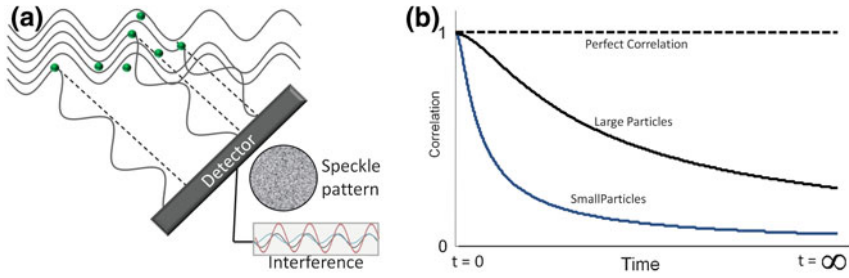 (a)
Detector
Speckle
pattern
Interference
(b)
1
Perfect Correlation
Large Particles
SmallParticles
Correlation
0
t = 0
Time
t = ∞